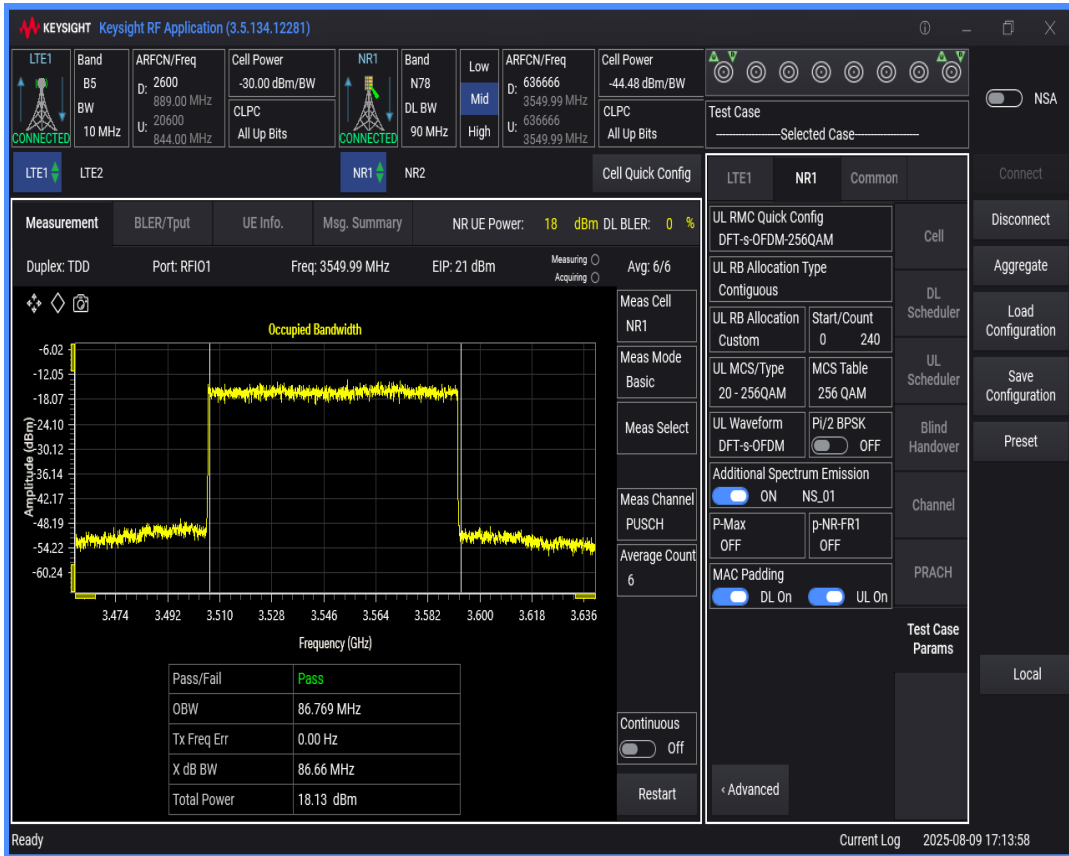 KEYSIGHT Keysight RF Application (3.5.134.12281)
LTE1 Band ARFCN/Freq Cell Power NR1 Band Low ARFCN/Freq Cell Power
B5 D: 2600 -30.00 dBm/BW N78 D: 636666 -44.48 dBm/BW
889.00 MHz 3549.99 MHz
BW U: 20600 CLPC DL BW Mid U: 636666 CLPC
CONNECTED 10 MHz 844.00 MHz All Up Bits CONNECTED 90 MHz High 3549.99 MHz All Up Bits
Test Case
-----Selected Case-----
NSA
LTE1 LTE2 NR1 NR2 Cell Quick Config
Measurement BLER/Tput UE Info. Msg. Summary NR UE Power: 18 dBm DL BLER: 0 %
Duplex: TDD Port: RFIO1 Freq: 3549.99 MHz EIP: 21 dBm Measuring Avg: 6/6
Acquiring
Occupied Bandwidth
Amplitude (dBm)
-6.02
-12.05
-18.07
-24.10
-30.12
-36.14
-42.17
-48.19
-54.22
-60.24
3.474 3.492 3.510 3.528 3.546 3.564 3.582 3.600 3.618 3.636
Frequency (GHz)
Pass/Fail Pass
OBW 86.769 MHz
Tx Freq Err 0.00 Hz
X dB BW 86.66 MHz
Total Power 18.13 dBm
Meas Cell
NR1
Meas Mode
Basic
Meas Select
Meas Channel
PUSCH
Average Count
6
Continuous
Off
Restart
LTE1 NR1 Common
UL RMC Quick Config
DFT-s-OFDM-256QAM
UL RB Allocation Type
Contiguous
UL RB Allocation Start/Count
Custom 0 240
UL MCS/Type MCS Table
20 - 256QAM 256 QAM
UL Waveform Pi/2 BPSK
DFT-s-OFDM OFF
Additional Spectrum Emission
ON NS_01
P-Max p-NR-FR1
OFF OFF
MAC Padding
DL On UL On
‹ Advanced
Cell
DL
Scheduler
UL
Scheduler
Blind
Handover
Channel
PRACH
Test Case
Params
Connect
Disconnect
Aggregate
Load
Configuration
Save
Configuration
Preset
Local
Ready Current Log 2025-08-09 17:13:58